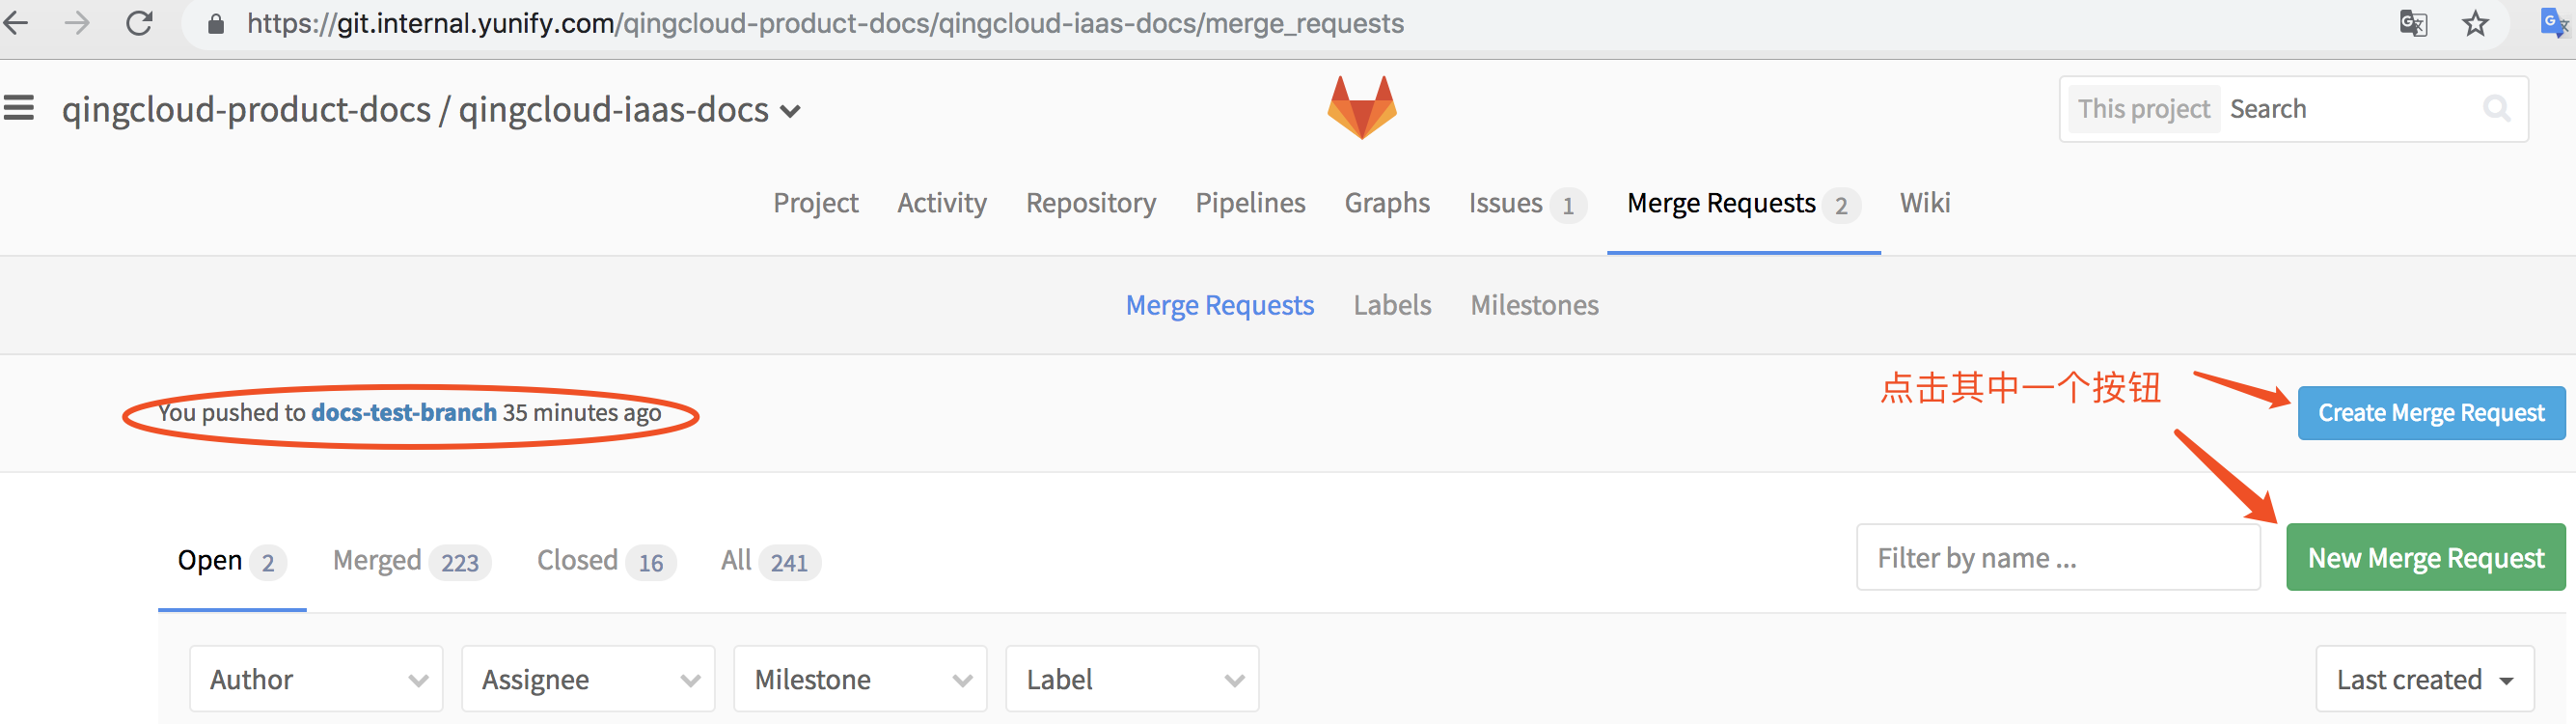 https://git.internal.yunify.com/qingcloud-product-docs/qingcloud-iaas-docs/merge_requests
qingcloud-product-docs / qingcloud-iaas-docs
This project Search
Project Activity Repository Pipelines Graphs Issues 1 Merge Requests 2 Wiki
Merge Requests Labels Milestones
点击其中一个按钮
You pushed to docs-test-branch 35 minutes ago Create Merge Request
Open 2 Merged 223 Closed 16 All 241 Filter by name ... New Merge Request
Author Assignee Milestone Label Last created